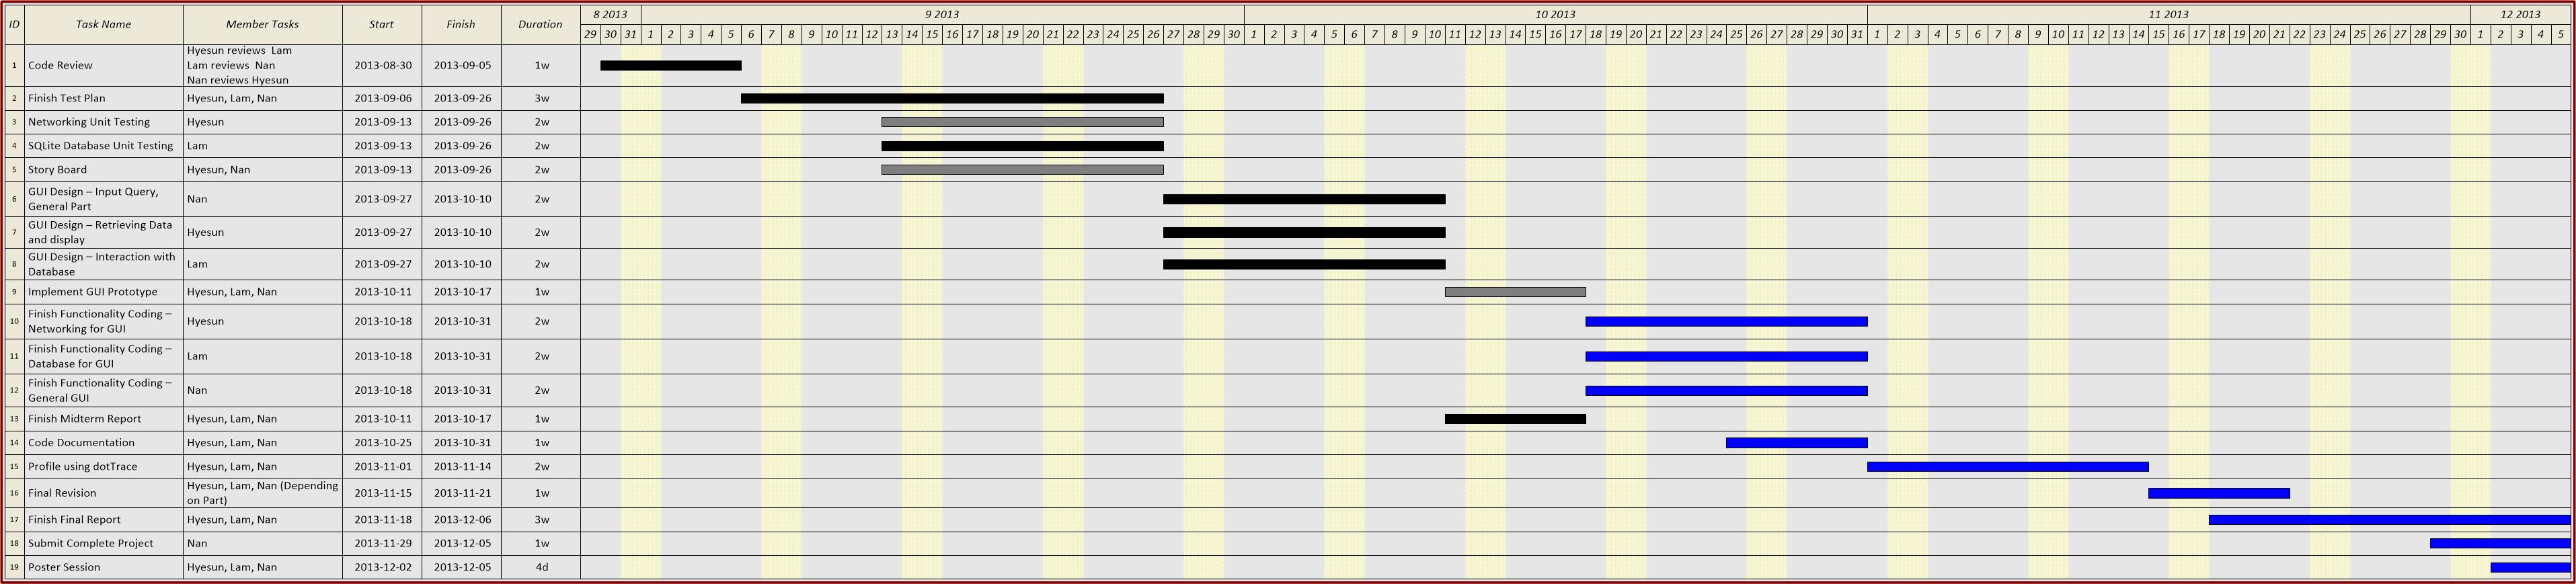 ID Task Name Member Tasks Start Finish Duration 8 2013 9 2013 10 2013 11 2013 12 2013
29 30 31 1 2 3 4 5 6 7 8 9 10 11 12 13 14 15 16 17 18 19 20 21 22 23 24 25 26 27 28 29 30 1 2 3 4 5 6 7 8 9 10 11 12 13 14 15 16 17 18 19 20 21 22 23 24 25 26 27 28 29 30 31 1 2 3 4 5 6 7 8 9 10 11 12 13 14 15 16 17 18 19 20 21 22 23 24 25 26 27 28 29 30 1 2 3 4 5
1 Code Review Hyesun reviews Lam
Lam reviews Nan
Nan reviews Hyesun 2013-08-30 2013-09-05 1w
2 Finish Test Plan Hyesun, Lam, Nan 2013-09-06 2013-09-26 3w
3 Networking Unit Testing Hyesun 2013-09-13 2013-09-26 2w
4 SQLite Database Unit Testing Lam 2013-09-13 2013-09-26 2w
5 Story Board Hyesun, Nan 2013-09-13 2013-09-26 2w
6 GUI Design – Input Query,
General Part Nan 2013-09-27 2013-10-10 2w
7 GUI Design – Retrieving Data
and display Hyesun 2013-09-27 2013-10-10 2w
8 GUI Design – Interaction with
Database Lam 2013-09-27 2013-10-10 2w
9 Implement GUI Prototype Hyesun, Lam, Nan 2013-10-11 2013-10-17 1w
10 Finish Functionality Coding –
Networking for GUI Hyesun 2013-10-18 2013-10-31 2w
11 Finish Functionality Coding –
Database for GUI Lam 2013-10-18 2013-10-31 2w
12 Finish Functionality Coding –
General GUI Nan 2013-10-18 2013-10-31 2w
13 Finish Midterm Report Hyesun, Lam, Nan 2013-10-11 2013-10-17 1w
14 Code Documentation Hyesun, Lam, Nan 2013-10-25 2013-10-31 1w
15 Profile using dotTrace Hyesun, Lam, Nan 2013-11-01 2013-11-14 2w
16 Final Revision Hyesun, Lam, Nan (Depending
on Part) 2013-11-15 2013-11-21 1w
17 Finish Final Report Hyesun, Lam, Nan 2013-11-18 2013-12-06 3w
18 Submit Complete Project Nan 2013-11-29 2013-12-05 1w
19 Poster Session Hyesun, Lam, Nan 2013-12-02 2013-12-05 4d